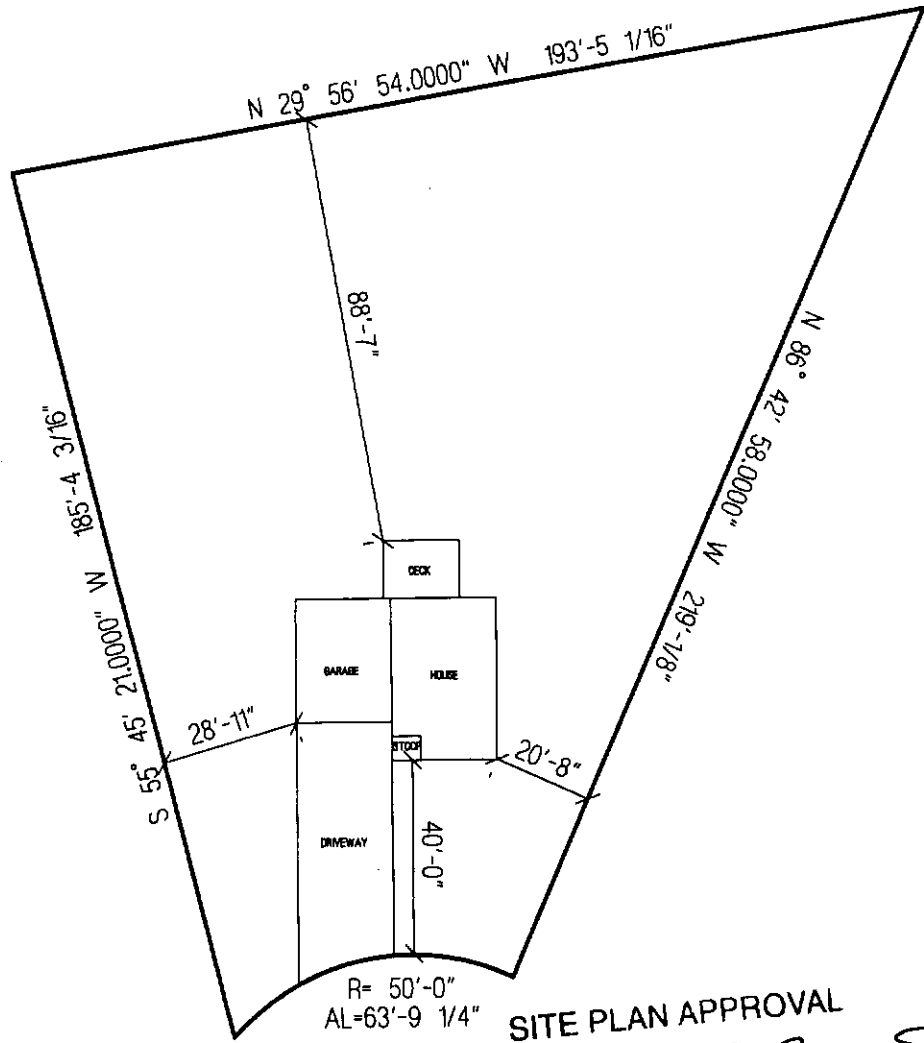 N 29° 56' 54.0000" W 193'-5 1/16"
88'-7"
N 86° 42' 58.0000" W 219'-1/8"
S 55° 45' 21.0000" W 185'-4 3/16"
DECK
GARAGE
HOUSE
28'-11"
STOOP
20'-8"
DRIVEWAY
40'-0"
R= 50'-0"
AL=63'-9 1/4"
SITE PLAN APPROVAL